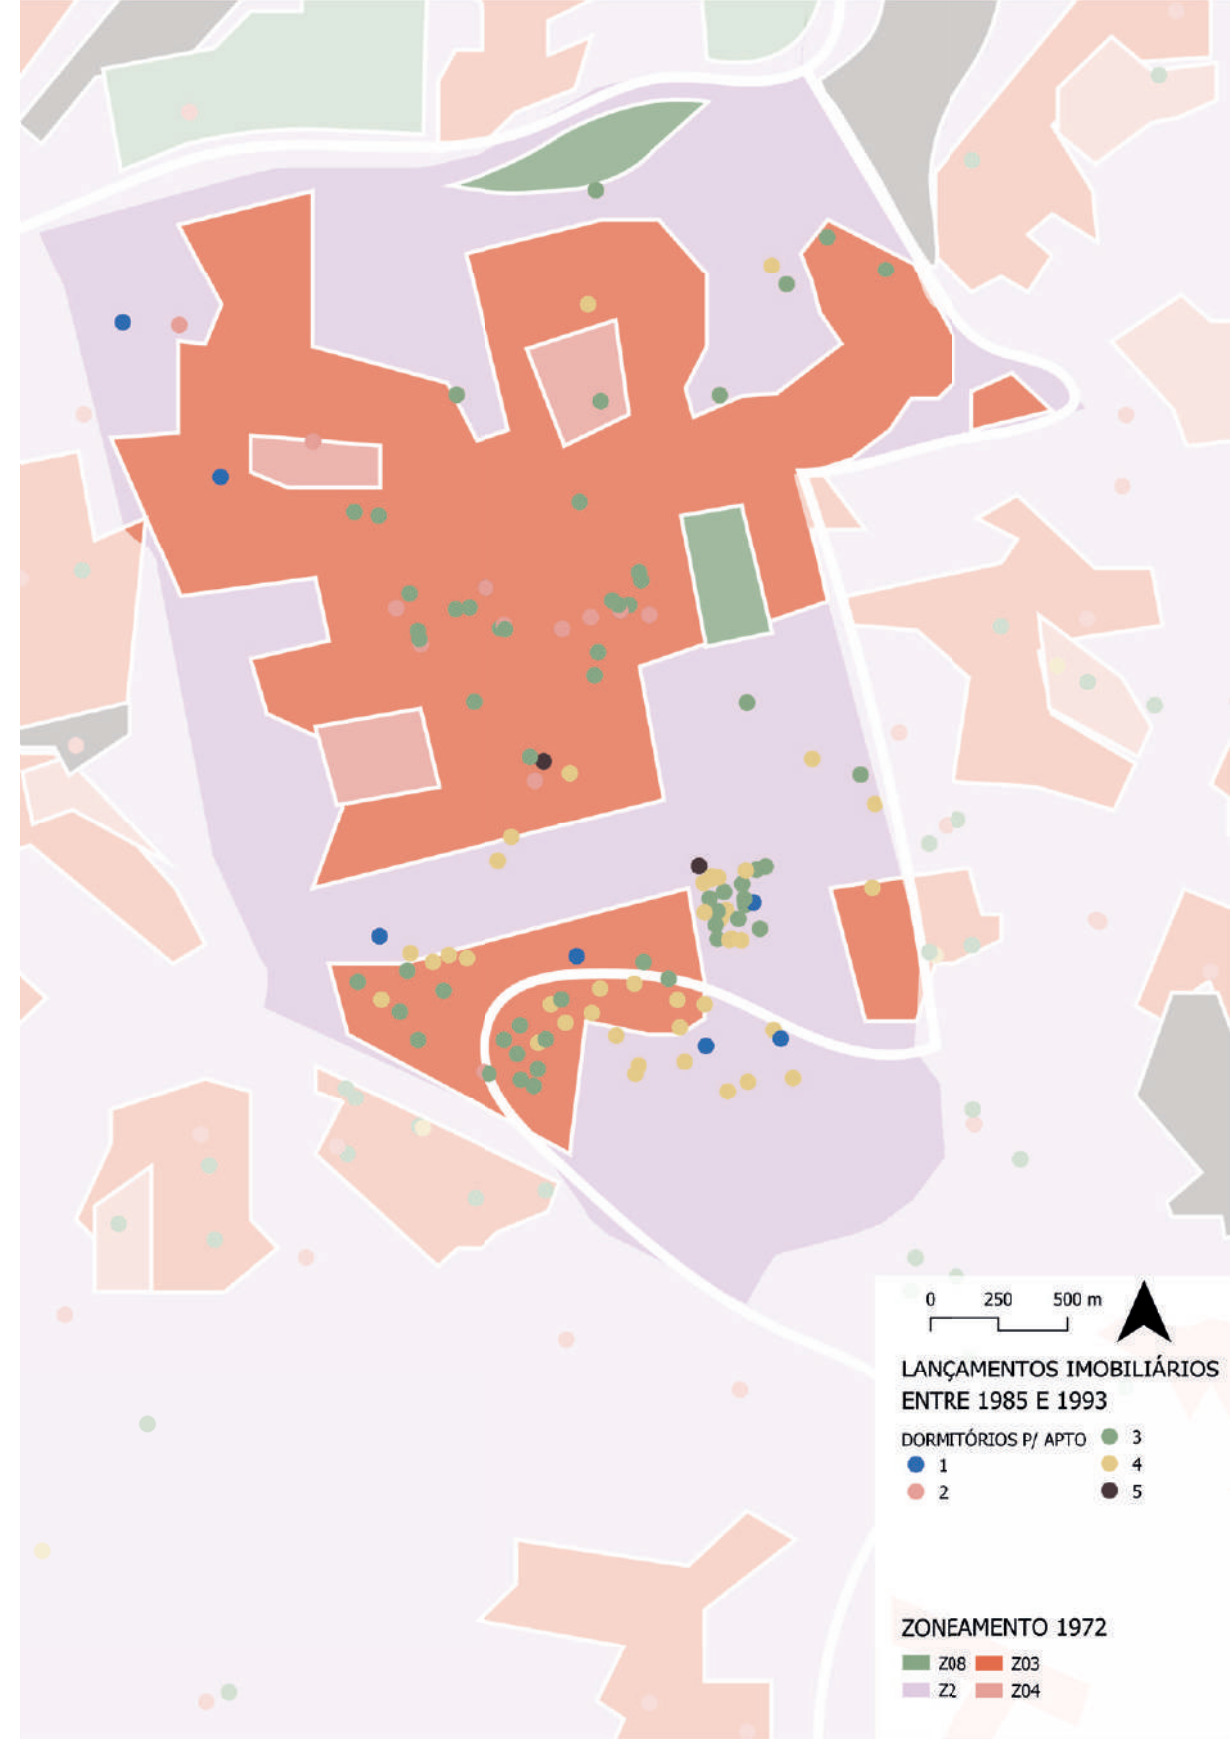 0 250 500 m
LANÇAMENTOS IMOBILIÁRIOS
ENTRE 1985 E 1993
DORMITÓRIOS P/ APTO
1
2
3
4
5
ZONEAMENTO 1972
Z08 Z03
Z2 Z04